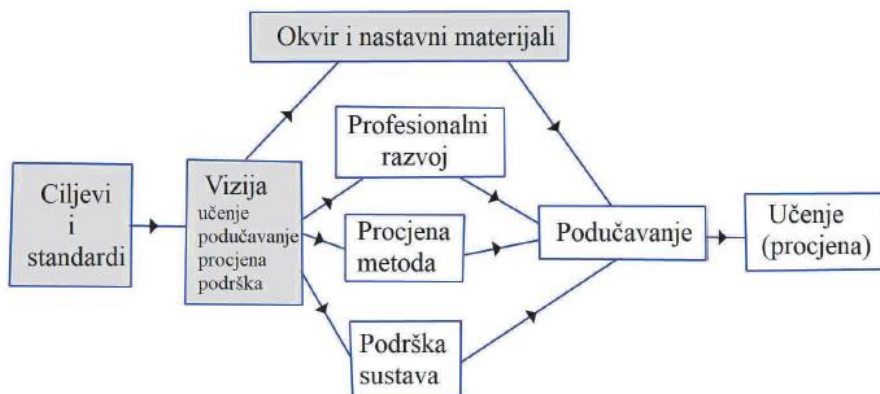 Okvir i nastavni materijali
Profesionalni
razvoj
Ciljevi
i
standardi
Vizija
učenje
podučavanje
procjena
podrška
Procjena
metoda
Podučavanje
Učenje
(procjena)
Podrška
sustava